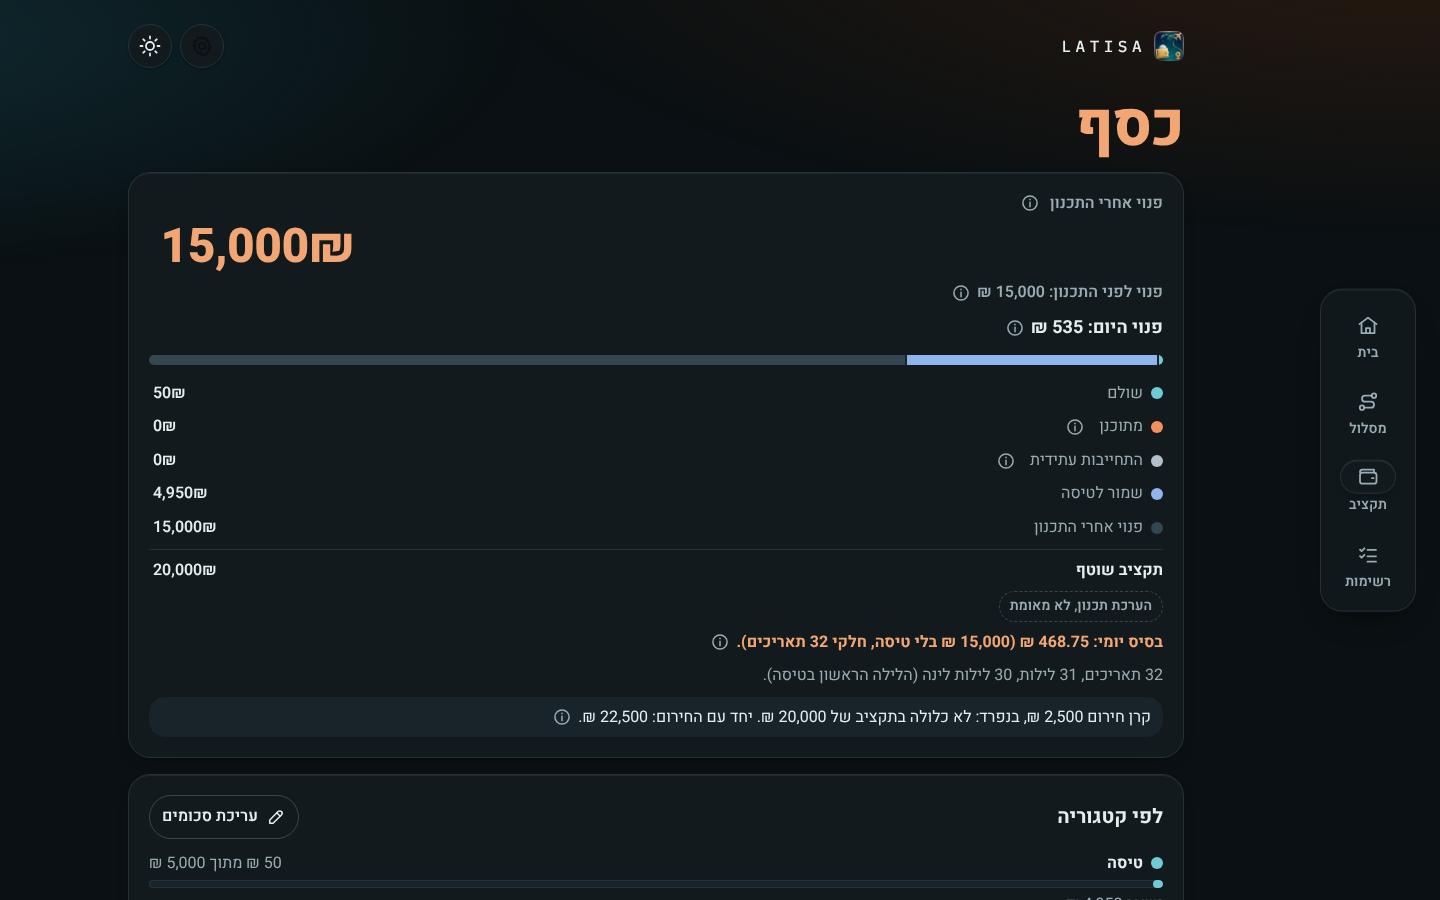 LATISA
כסף
פנוי אחרי התכנון
15,000₪
פנוי לפני התכנון: 15,000 ₪
פנוי היום: 535 ₪
שולם 50₪
מתוכנן 0₪
התחייבות עתידית 0₪
שמור לטיסה 4,950₪
פנוי אחרי התכנון 15,000₪
תקציב שוטף 20,000₪
הערכת תכנון, לא מאומת
בסיס יומי: 468.75 ₪ (15,000 ₪ בלי טיסה, חלקי 32 תאריכים).
32 תאריכים, 31 לילות, 30 לילות לינה (הלילה הראשון בטיסה).
קרן חירום 2,500 ₪, בנפרד: לא כלולה בתקציב של 20,000 ₪. יחד עם החירום: 22,500 ₪.
לפי קטגוריה
עריכת סכומים
טיסה
50 ₪ מתוך 5,000 ₪
בית
מסלול
תקציב
רשימות